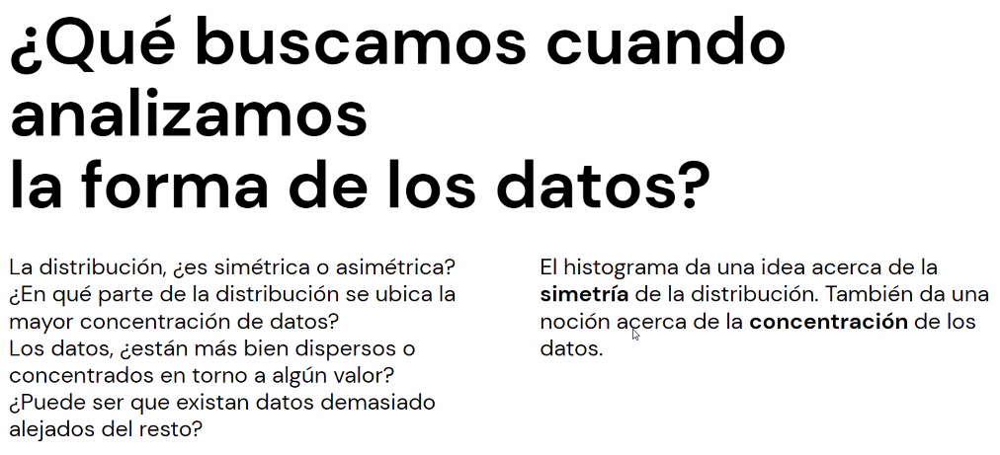 ¿Qué buscamos cuando
analizamos
la forma de los datos?
La distribución, ¿es simétrica o asimétrica?
¿En qué parte de la distribución se ubica la
mayor concentración de datos?
Los datos, ¿están más bien dispersos o
concentrados en torno a algún valor?
¿Puede ser que existan datos demasiado
alejados del resto?
El histograma da una idea acerca de la
simetría de la distribución. También da una
noción acerca de la concentración de los
datos.